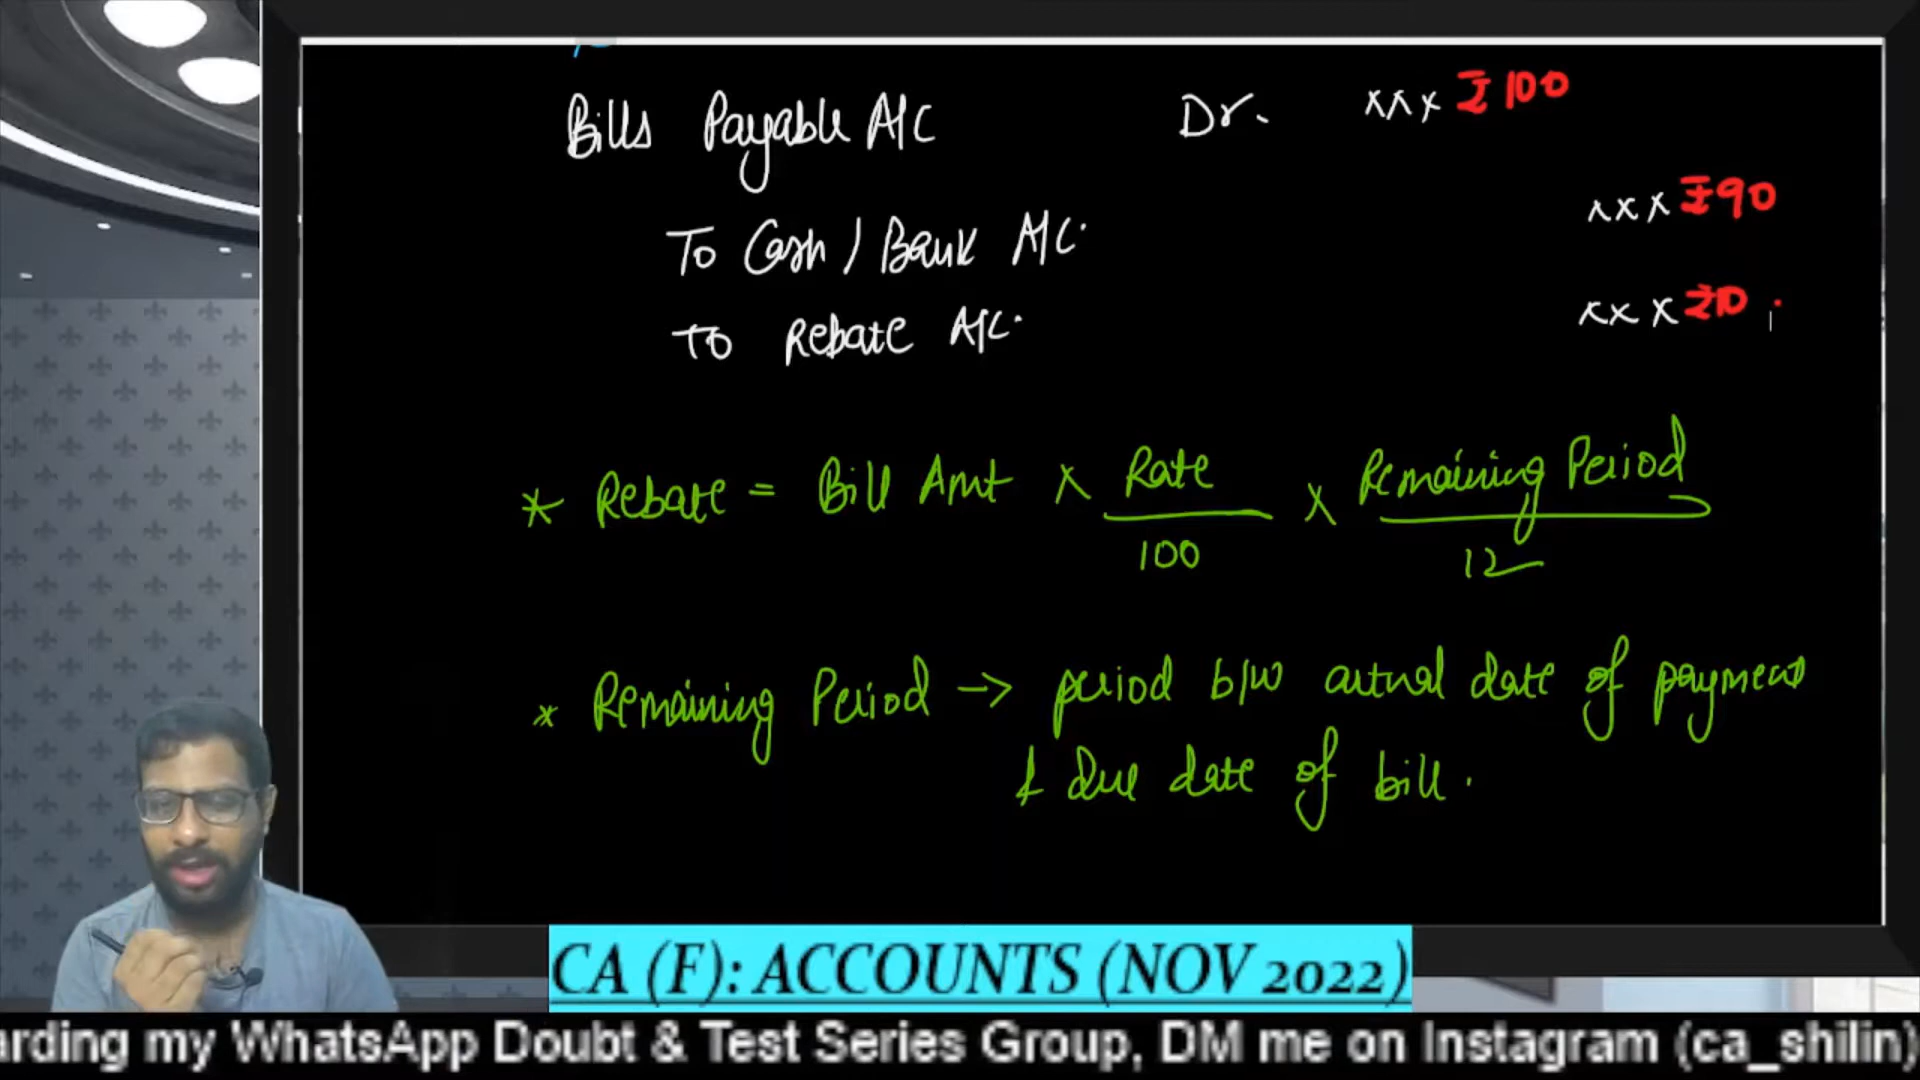 Bills Payable A/C Dr. xxx ₹100
To Cash / Bank A/C. xxx ₹90
To Rebate A/C. xxx ₹10
* Rebate = Bill Amt x Rate / 100 x Remaining Period / 12
* Remaining Period → period b/w actual date of payment
& Due date of bill.
CA (F): ACCOUNTS (NOV 2022)
arding my WhatsApp Doubt & Test Series Group, DM me on Instagram (ca_shilin)